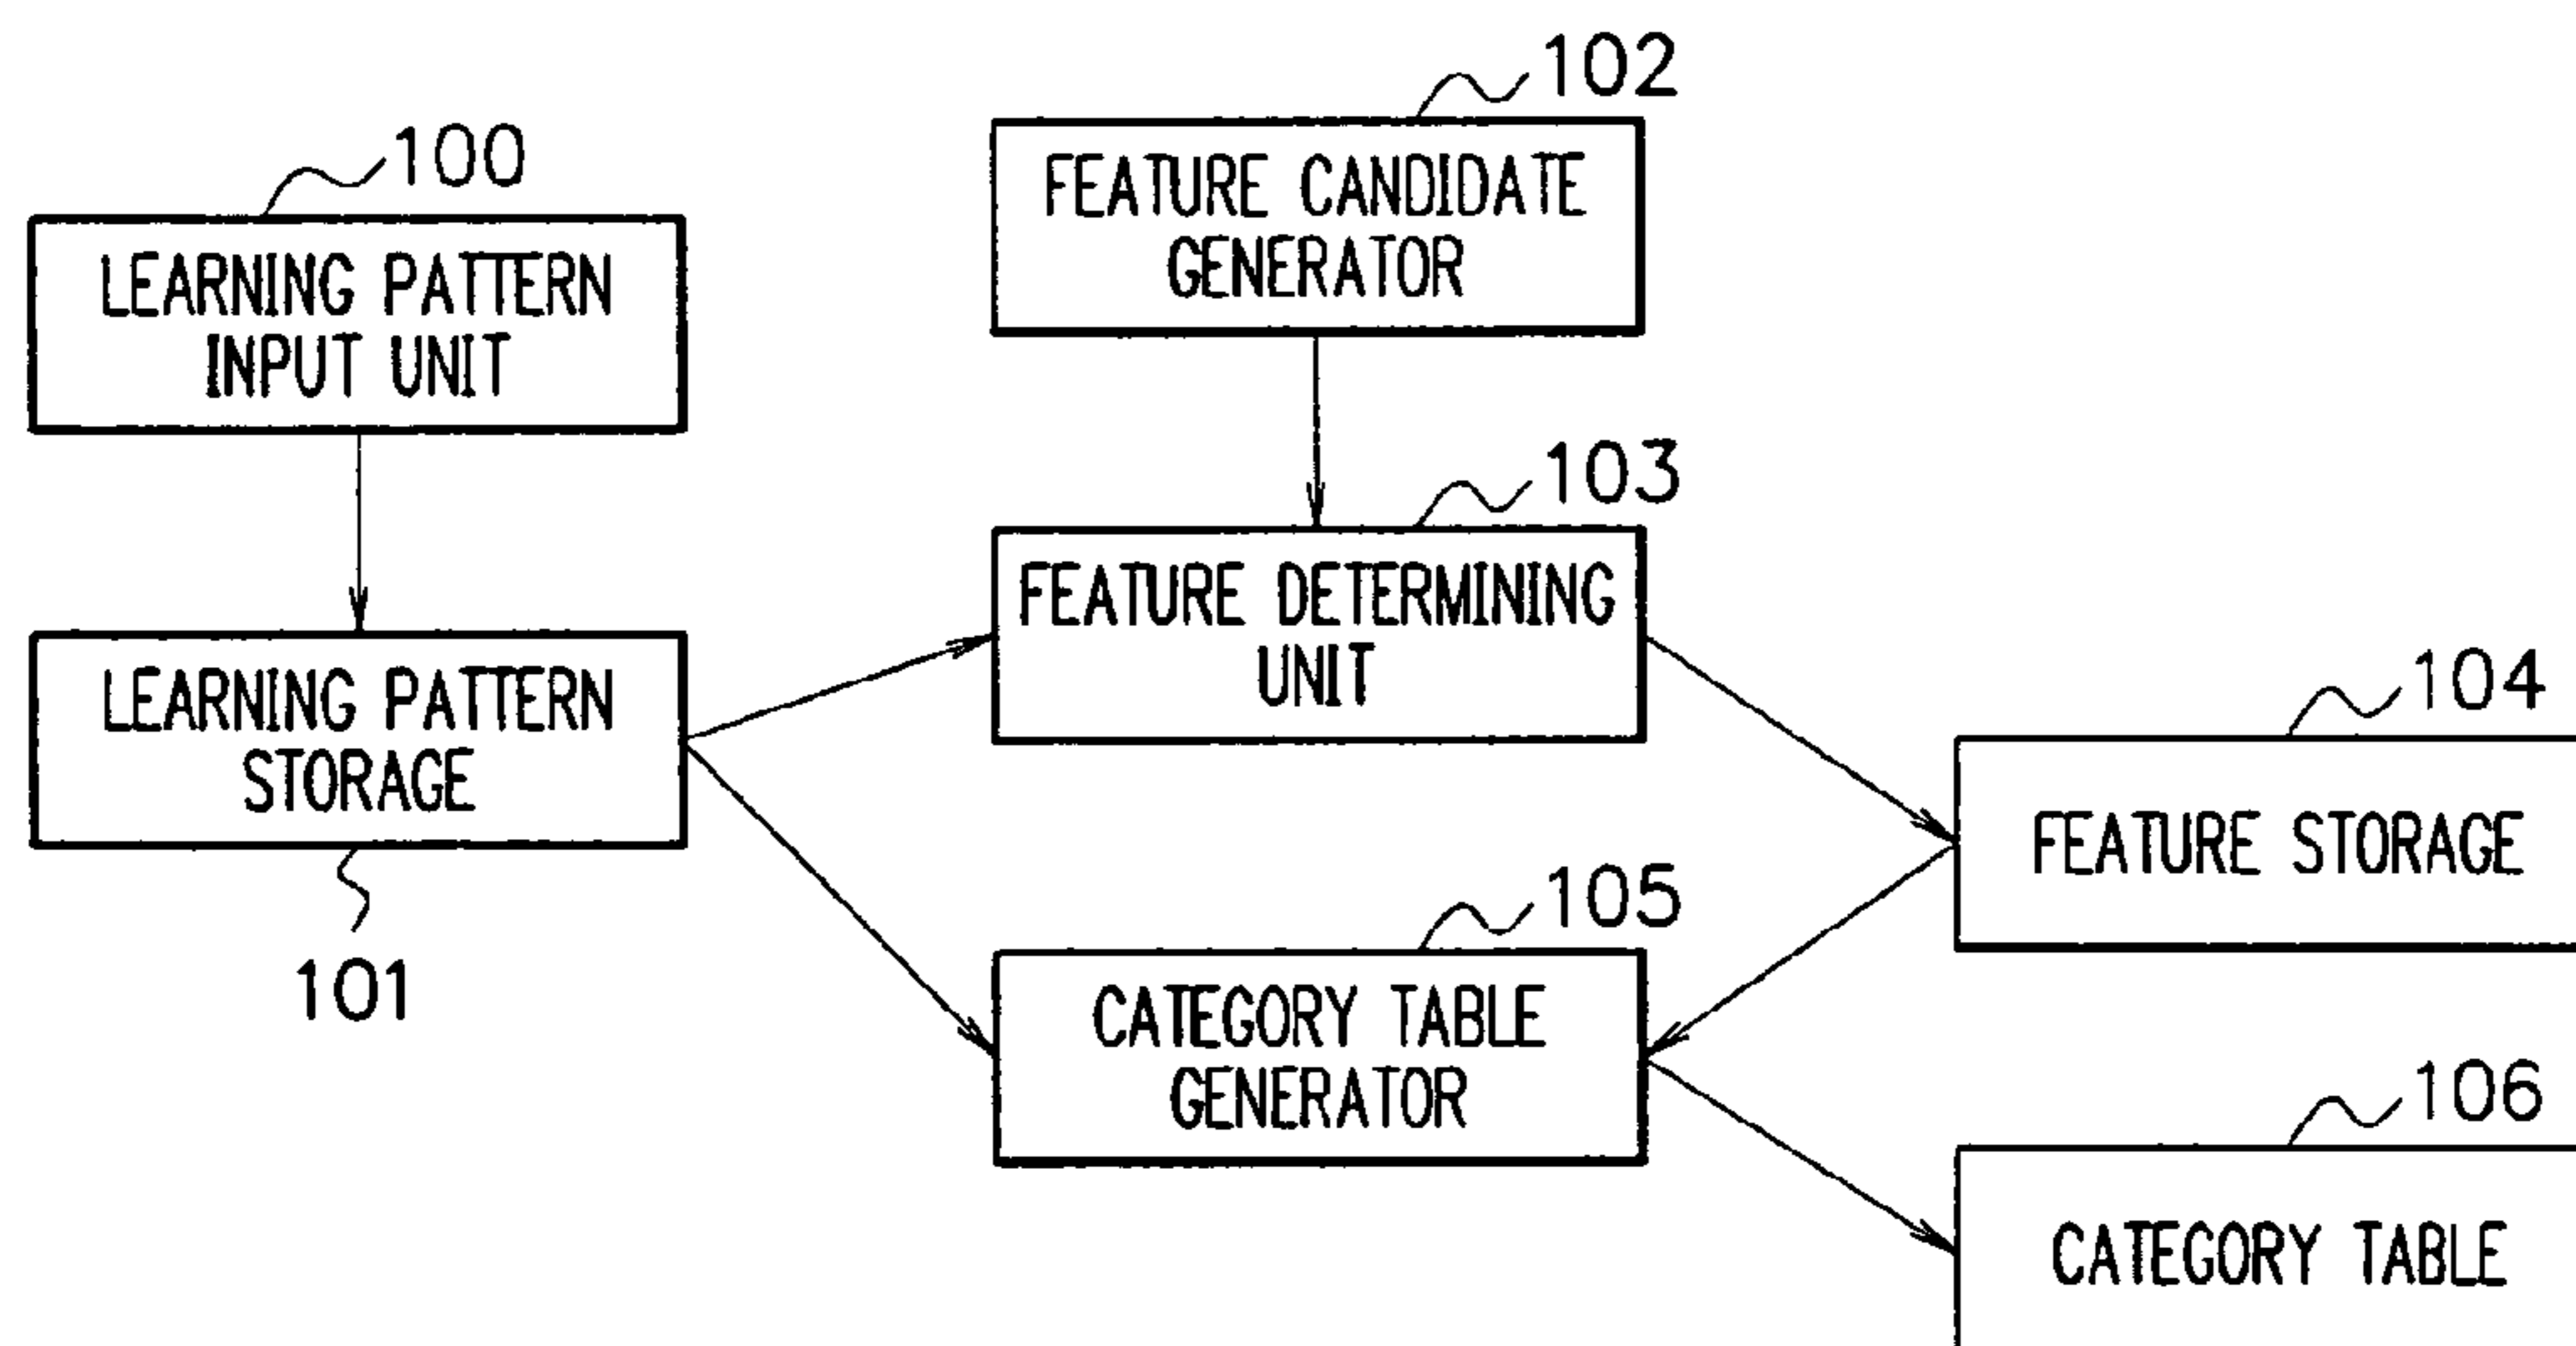 100
LEARNING PATTERN
INPUT UNIT
LEARNING PATTERN
STORAGE
101
102
FEATURE CANDIDATE
GENERATOR
103
FEATURE DETERMINING
UNIT
105
CATEGORY TABLE
GENERATOR
104
FEATURE STORAGE
106
CATEGORY TABLE